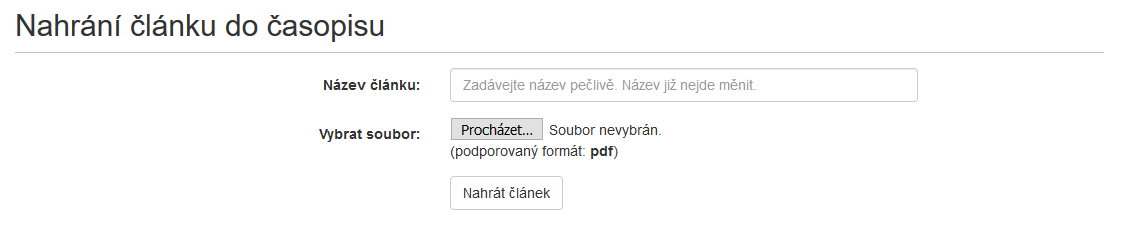 Nahrání článku do časopisu
Název článku: Zadávejte název pečlivě. Název již nejde měnit.
Vybrat soubor: Procházet... Soubor nevybrán.
(podporovaný formát: pdf)
Nahrát článek